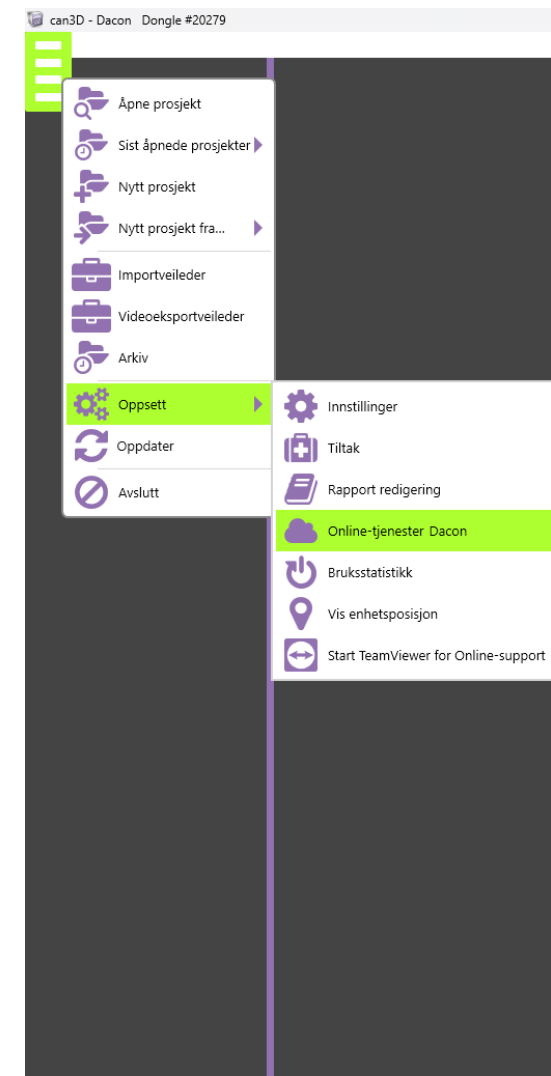 can3D - Dacon Dongle #20279
Åpne prosjekt
Sist åpnede prosjekter
Nytt prosjekt
Nytt prosjekt fra...
Importveileder
Videoeksportveileder
Arkiv
Oppsett
Oppdater
Avslutt
Innstillinger
Tiltak
Rapport redigering
Online-tjenester Dacon
Bruksstatistikk
Vis enhetsposisjon
Start TeamViewer for Online-support